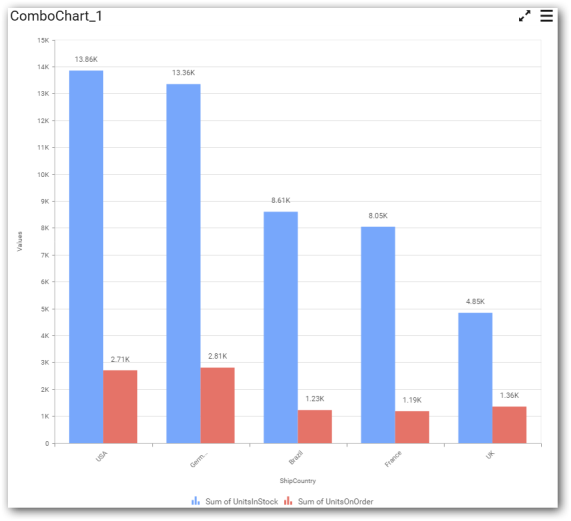 ComboChart_1
15K
14K
13K
12K
11K
10K
9K
8K
7K
6K
5K
4K
3K
2K
1K
0
Values
13.86K
2.71K
13.36K
2.81K
8.61K
1.23K
8.05K
1.19K
4.85K
1.36K
USA
Germ...
Brazil
France
UK
ShipCountry
Sum of UnitsInStock Sum of UnitsOnOrder